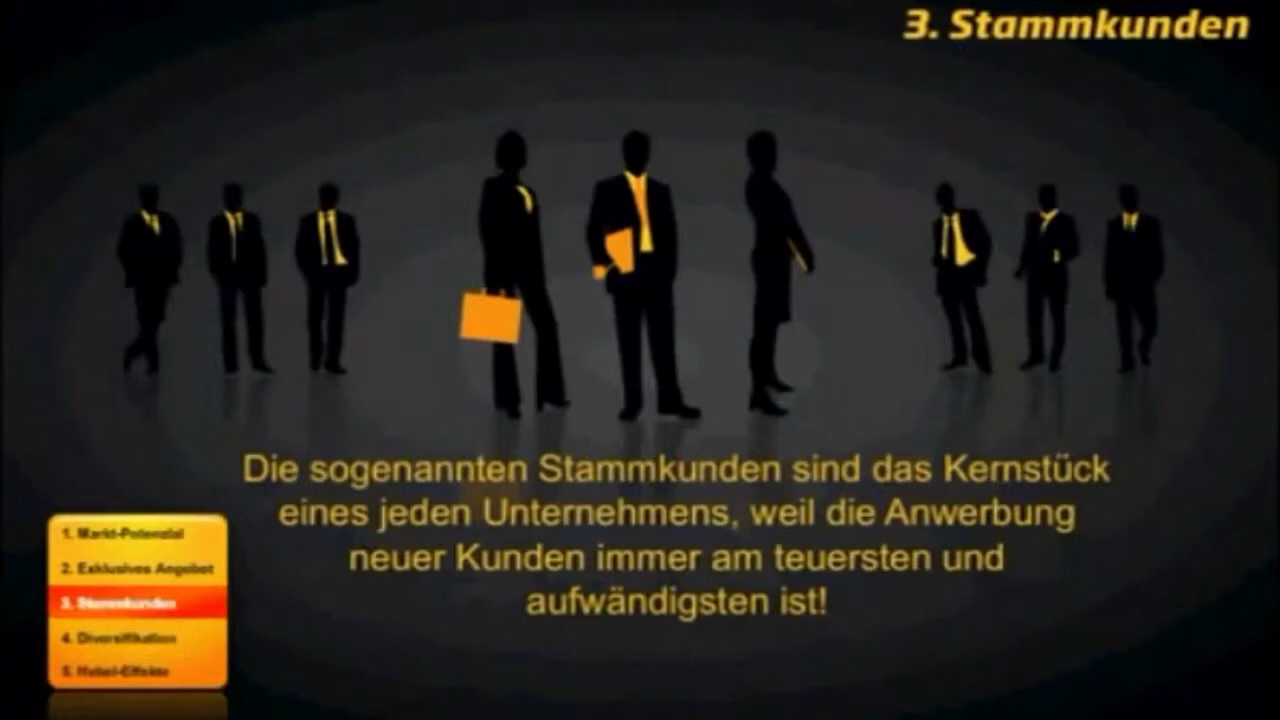 3. Stammkunden
Die sogenannten Stammkunden sind das Kernstück
eines jeden Unternehmens, weil die Anwerbung
neuer Kunden immer am teuersten und
aufwändigsten ist!
1. Markt-Potenzial
2. Exklusives Angebot
3. Stammkunden
4. Diversifikation
5. Hebel-Effekte